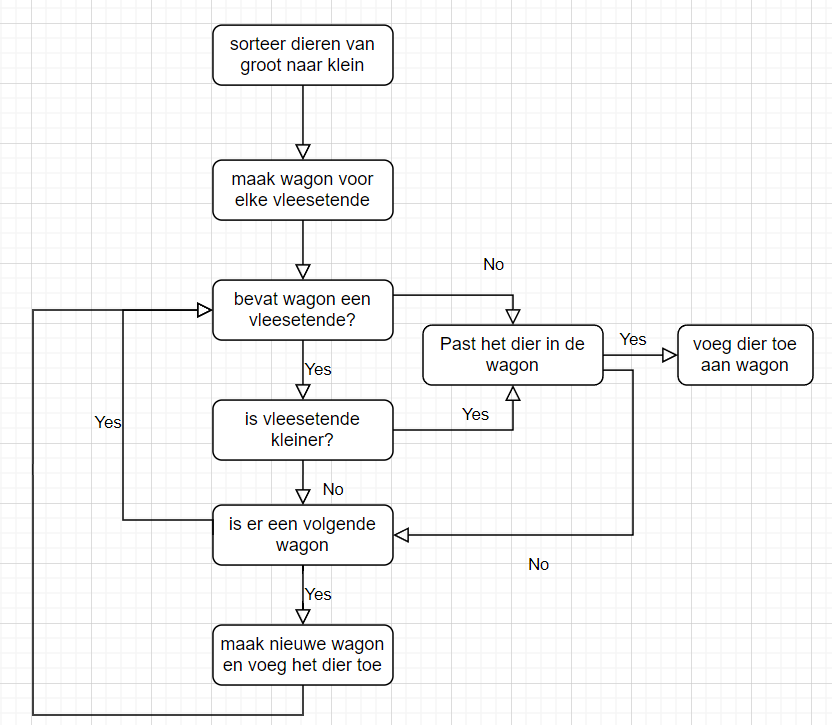 sorteer dieren van
groot naar klein
maak wagon voor
elke vleesetende
bevat wagon een
vleesetende?
No
Past het dier in de
wagon
Yes
voeg dier toe
aan wagon
Yes
is vleesetende
kleiner?
Yes
Yes
No
is er een volgende
wagon
No
Yes
maak nieuwe wagon
en voeg het dier toe